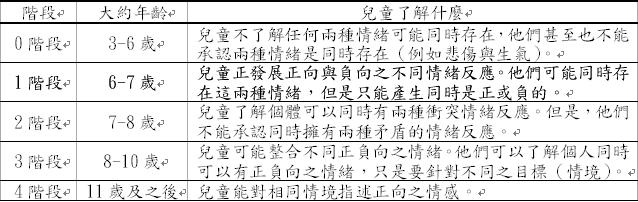 階段 大約年齡 兒童了解什麼
0 階段 3-6 歲 兒童不了解任何兩種情緒可能同時存在,他們甚至也不能
承認兩種情緒是同時存在(例如悲傷與生氣)。
1 階段 6-7 歲 兒童正發展正向與負向之不同情緒反應。他們可能同時存
在這兩種情緒,但是只能產生同時是正或負的。
2 階段 7-8 歲 兒童了解個體可以同時有兩種衝突情緒反應。但是,他們
不能承認同時擁有兩種矛盾的情緒反應。
3 階段 8-10 歲 兒童可能整合不同正負向之情緒。他們可以了解個人同時
可以有正負向之情緒,只是要針對不同之目標(情境)。
4 階段 11 歲及之後 兒童能對相同情境指述正向之情感。